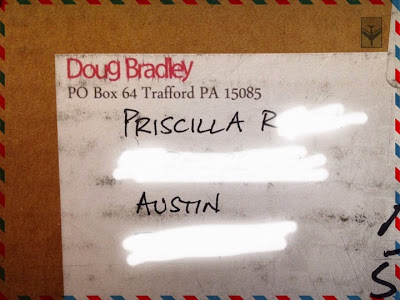 Doug Bradley
PO Box 64 Trafford PA 15085
PRISCILLA R
AUSTIN